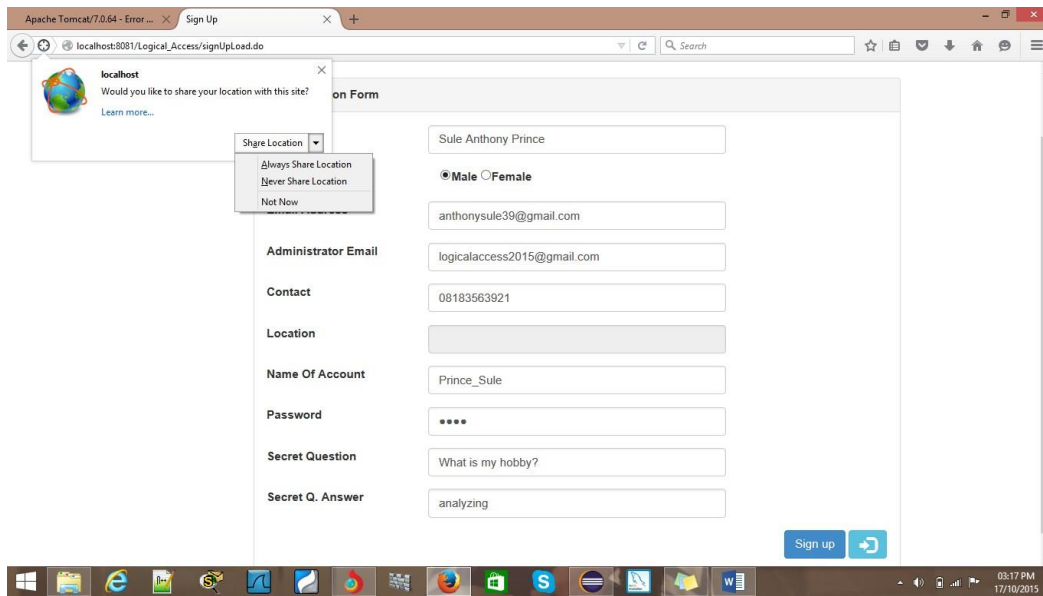 Apache Tomcat/7.0.64 - Error ...
Sign Up
localhost:8081/Logical_Access/signUpLoad.do
Search
localhost
Would you like to share your location with this site?
Learn more...
Share Location
Always Share Location
Never Share Location
Not Now
on Form
Sule Anthony Prince
Male Female
Email Address anthonysule39@gmail.com
Administrator Email logicalaccess2015@gmail.com
Contact 08183563921
Location
Name Of Account Prince_Sule
Password ••••
Secret Question What is my hobby?
Secret Q. Answer analyzing
Sign up
03:17 PM
17/10/2015